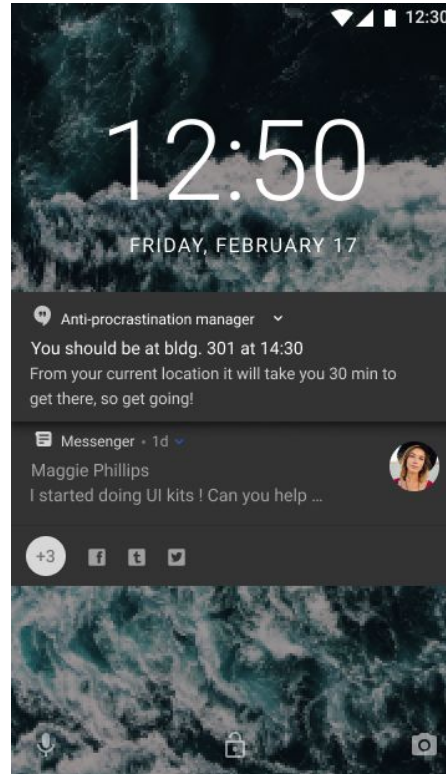 12:30
12:50
FRIDAY, FEBRUARY 17
Anti-procrastination manager
You should be at bldg. 301 at 14:30
From your current location it will take you 30 min to
get there, so get going!
Messenger • 1d
Maggie Phillips
I started doing UI kits ! Can you help ...
+3